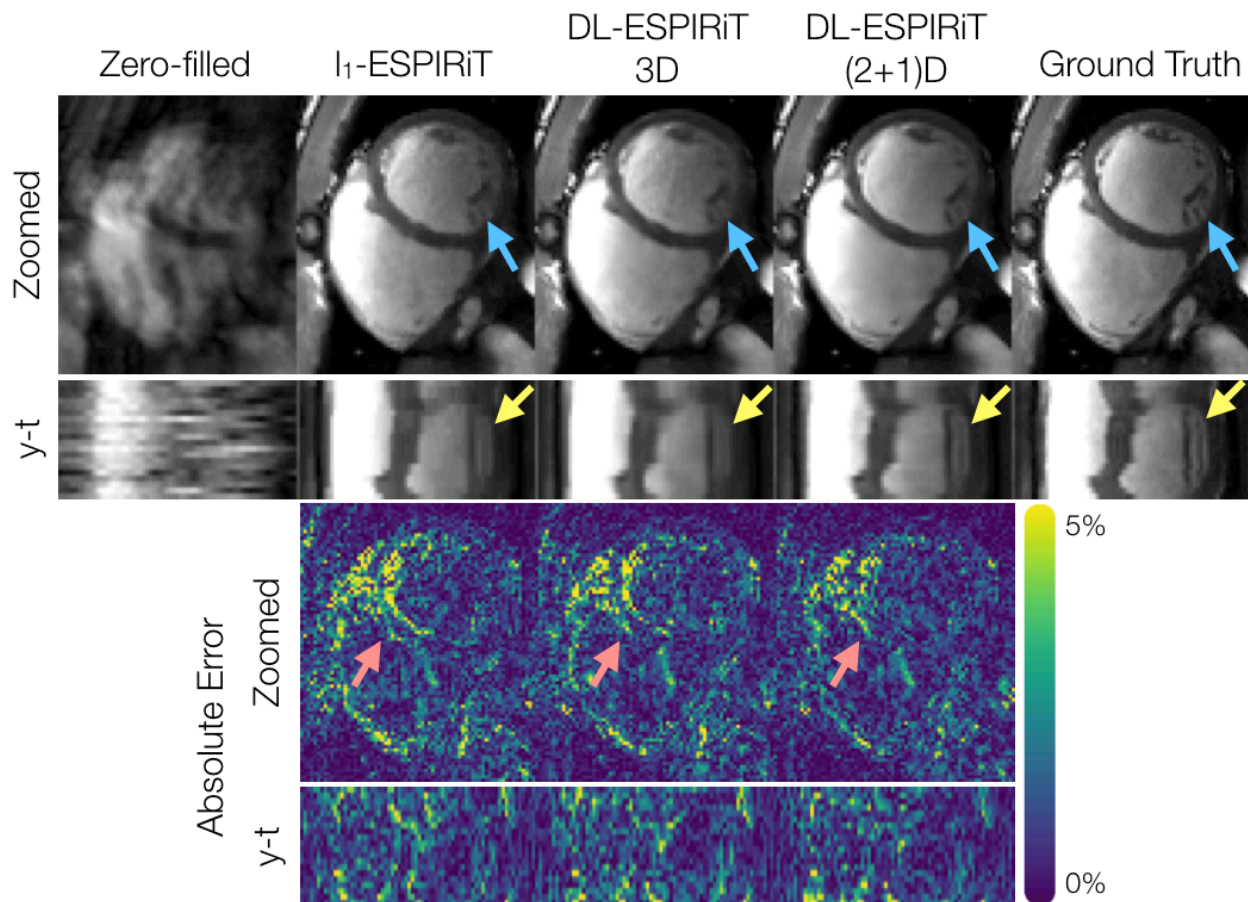 Zero-filled
l₁-ESPIRiT
DL-ESPIRiT
3D
DL-ESPIRiT
(2+1)D
Ground Truth
Zoomed
y-t
Absolute Error
Zoomed
y-t
5%
0%